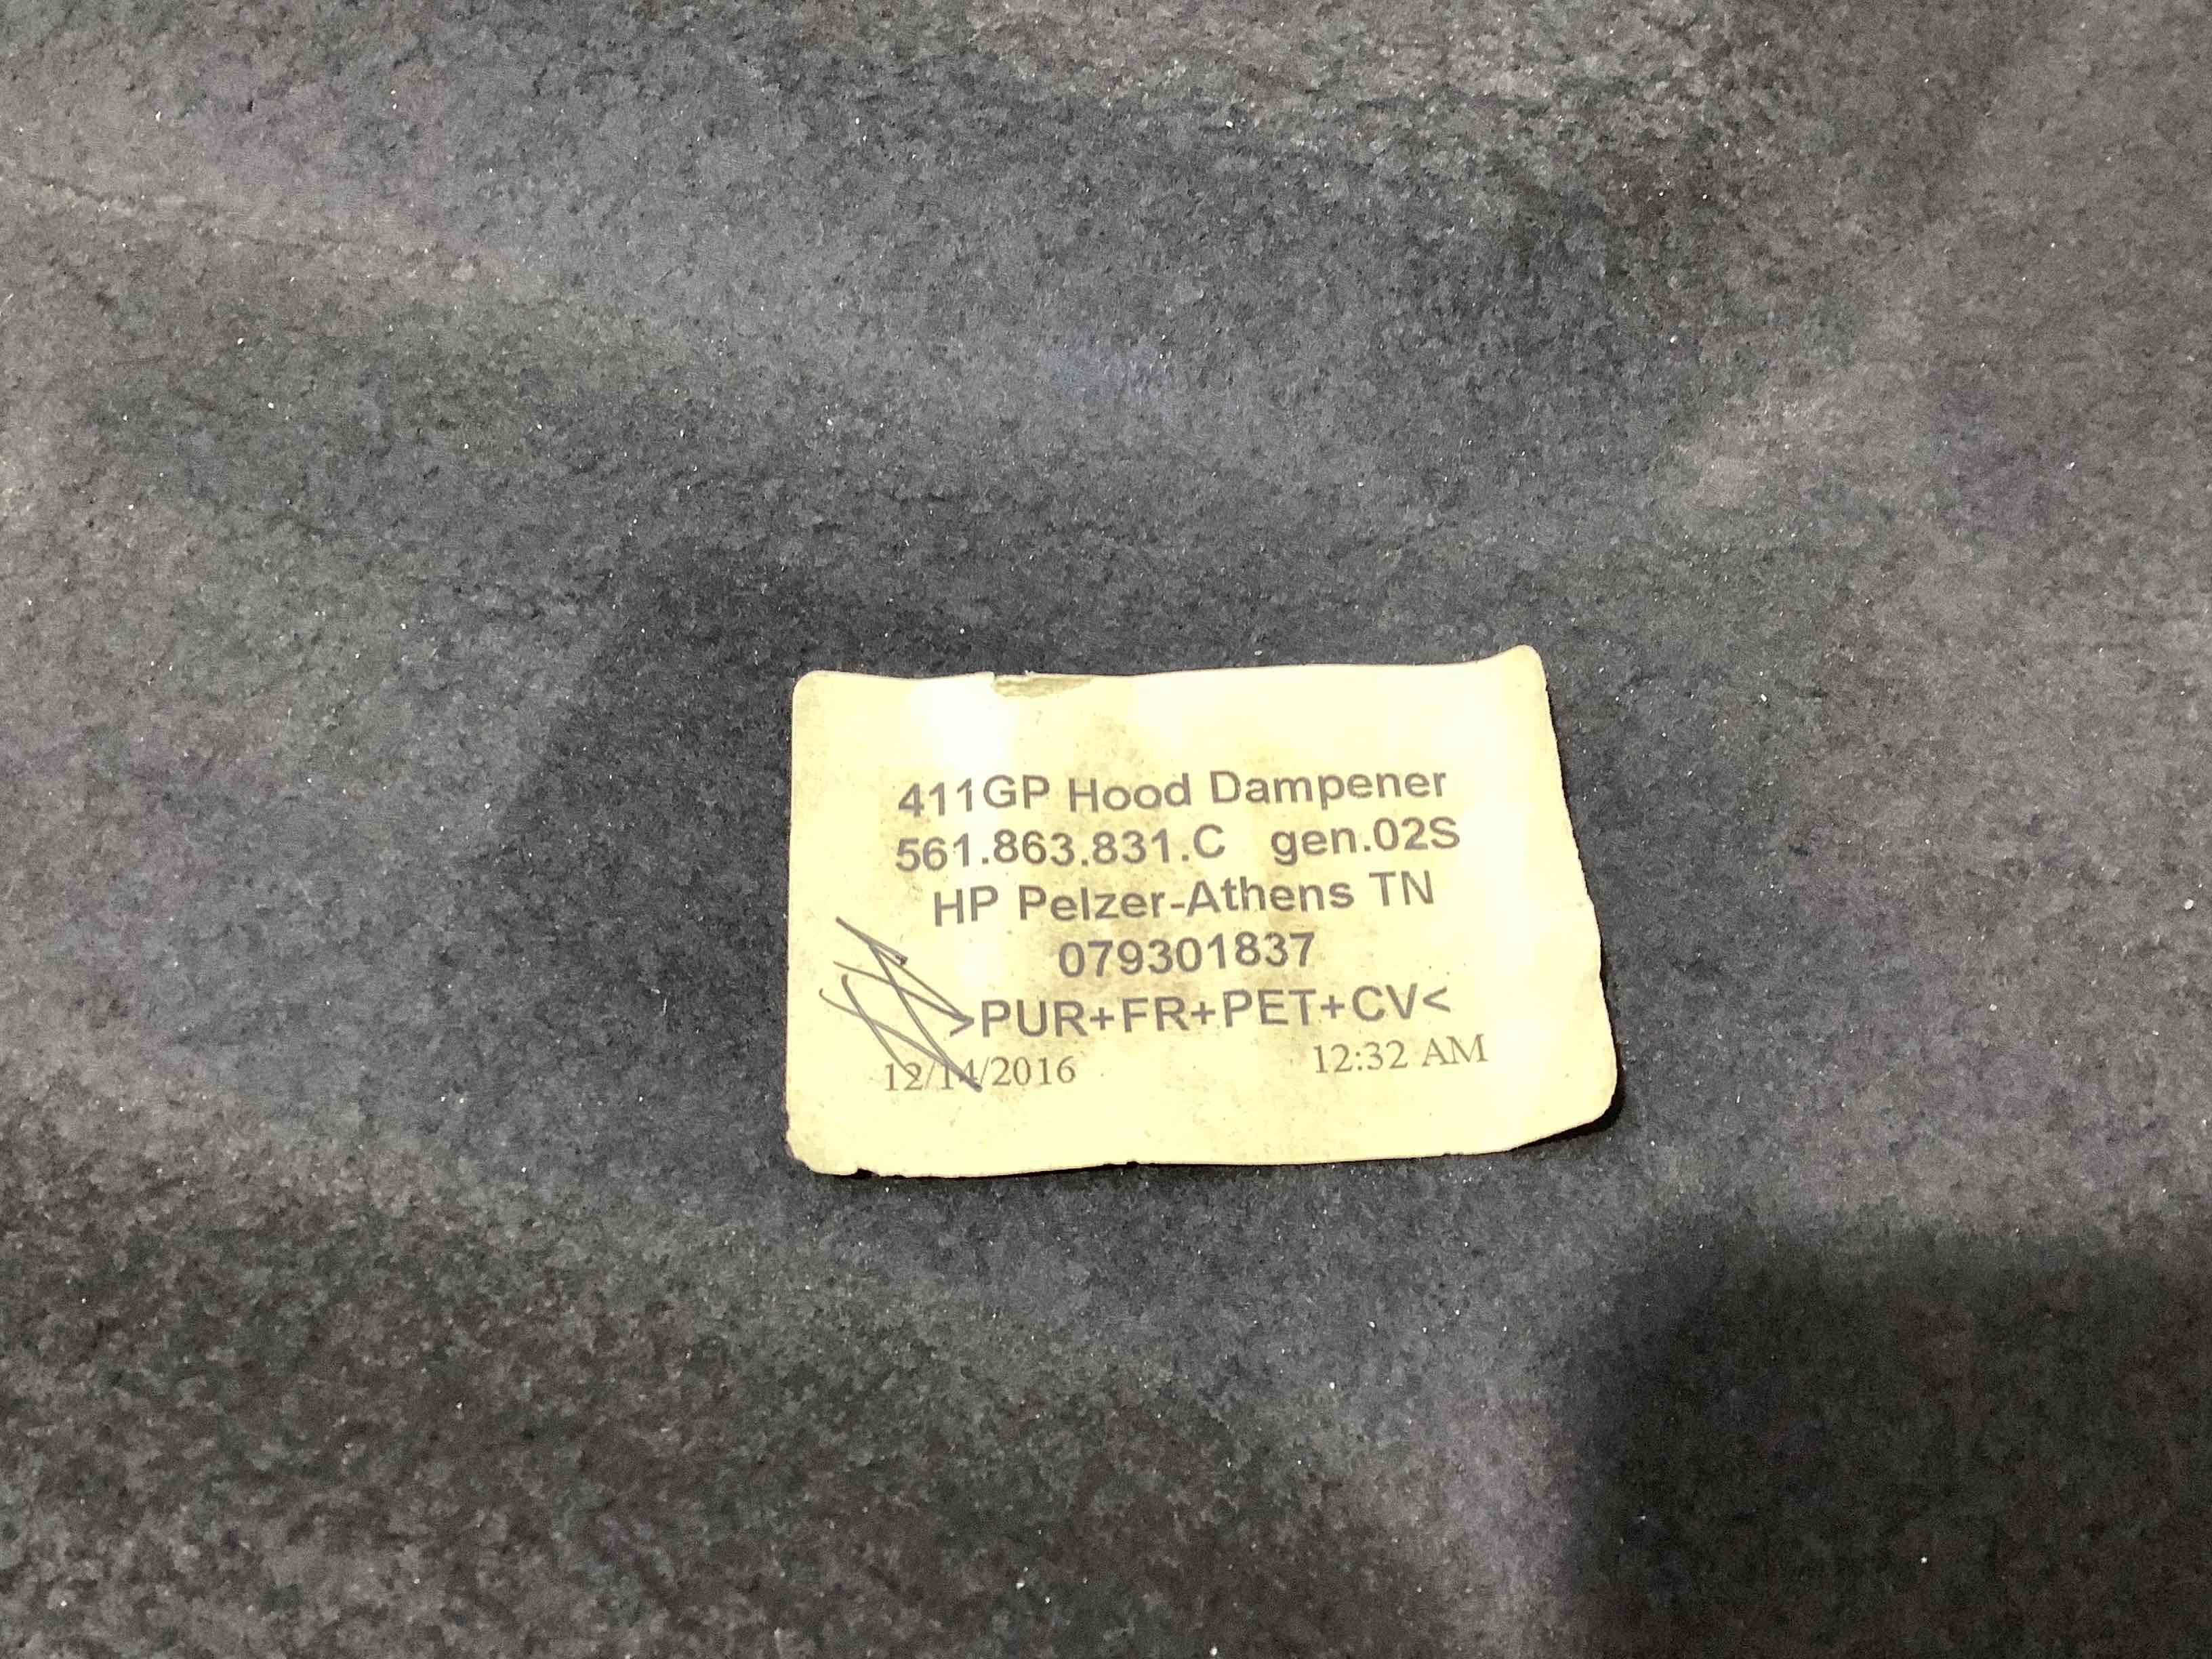 411GP Hood Dampener
561.863.831.C gen.02S
HP Pelzer-Athens TN
079301837
>PUR+FR+PET+CV<
12/14/2016 12:32 AM